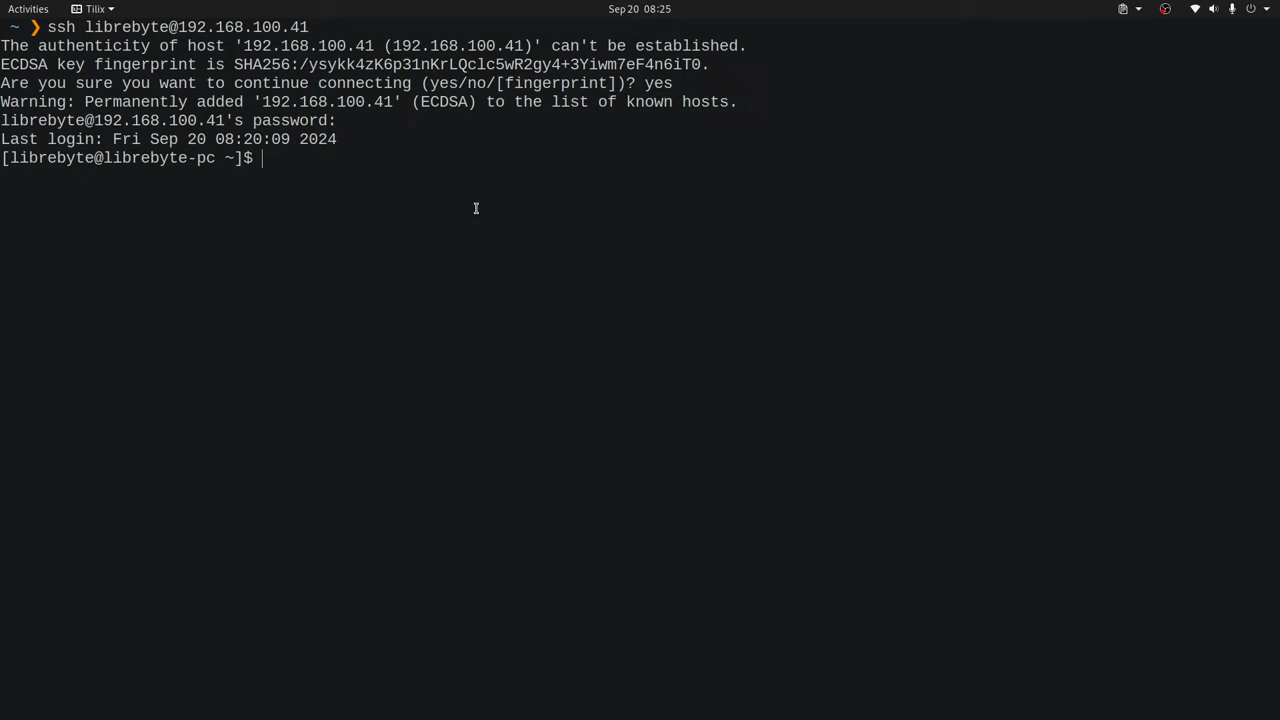 Activities Tilix Sep 20 08:25
~ ❯ ssh librebyte@192.168.100.41
The authenticity of host '192.168.100.41 (192.168.100.41)' can't be established.
ECDSA key fingerprint is SHA256:/ysykk4zK6p31nKrLQclc5wR2gy4+3Yiwm7eF4n6iT0.
Are you sure you want to continue connecting (yes/no/[fingerprint])? yes
Warning: Permanently added '192.168.100.41' (ECDSA) to the list of known hosts.
librebyte@192.168.100.41's password:
Last login: Fri Sep 20 08:20:09 2024
[librebyte@librebyte-pc ~]$